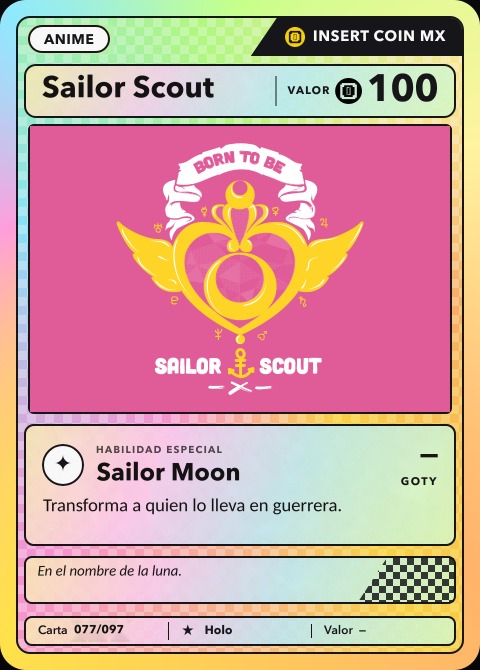 ANIME
INSERT COIN MX
Sailor Scout
VALOR 100
BORN TO BE
SAILOR SCOUT
HABILIDAD ESPECIAL
Sailor Moon
—
GOTY
Transforma a quien lo lleva en guerrera.
En el nombre de la luna.
Carta 077/097 ★ Holo Valor —